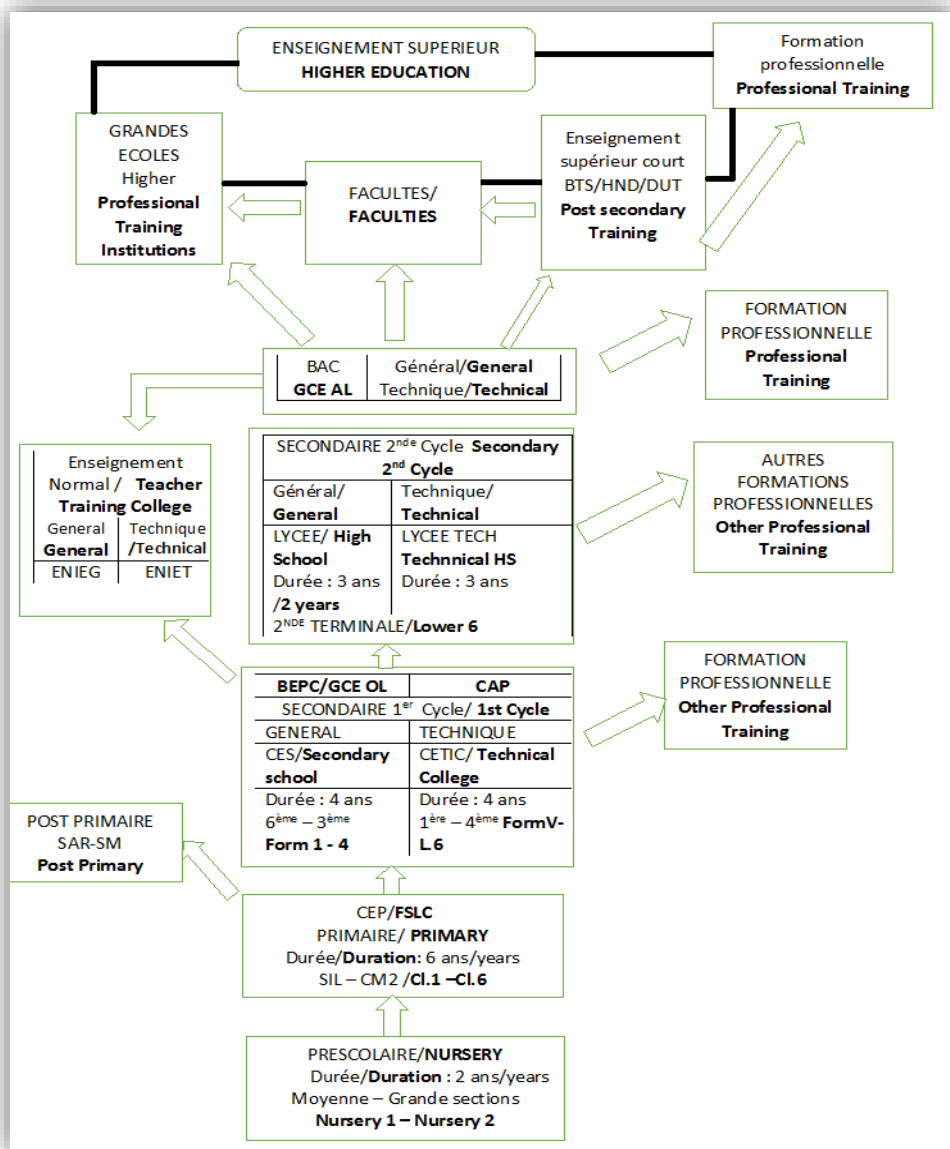 ENSEIGNEMENT SUPERIEUR
HIGHER EDUCATION
Formation
professionnelle
Professional Training
GRANDES
ECOLES
Higher
Professional
Training
Institutions
FACULTES/
FACULTIES
Enseignement
supérieur court
BTS/HND/DUT
Post secondary
Training
FORMATION
PROFESSIONNELLE
Professional
Training
BAC
GCE AL
Général/General
Technique/Technical
Enseignement
Normal / Teacher
Training College
General
General
Technique
/Technical
ENIEG
ENIET
SECONDAIRE 2nde Cycle Secondary
2nd Cycle
Général/
General
Technique/
Technical
LYCEE/ High
School
Durée : 3 ans
/2 years
LYCEE TECH
Technnical HS
Durée : 3 ans
2NDE TERMINALE/Lower 6
AUTRES
FORMATIONS
PROFESSIONNELLES
Other Professional
Training
BEPC/GCE OL
CAP
SECONDAIRE 1er Cycle/ 1st Cycle
GENERAL
TECHNIQUE
CES/Secondary
school
CETIC/ Technical
College
Durée : 4 ans
6ème – 3ème
Form 1 - 4
Durée : 4 ans
1ère – 4ème FormV-
L.6
FORMATION
PROFESSIONNELLE
Other Professional
Training
POST PRIMAIRE
SAR-SM
Post Primary
CEP/FSLC
PRIMAIRE/ PRIMARY
Durée/Duration: 6 ans/years
SIL – CM2 /Cl.1 –Cl.6
PRESCOLAIRE/NURSERY
Durée/Duration : 2 ans/years
Moyenne – Grande sections
Nursery 1 – Nursery 2